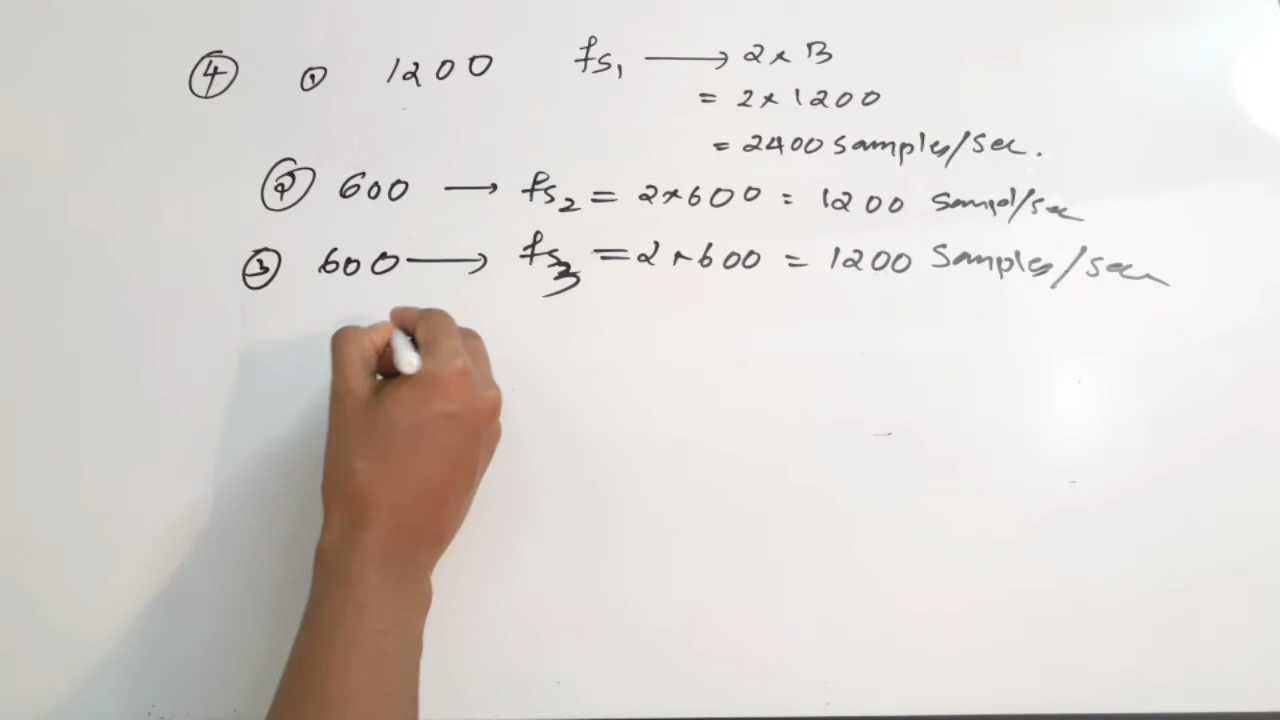 ④ ① 1200 fs₁ ⟶ 2 × B
= 2 × 1200
= 2400 samples/sec.
② 600 ⟶ fs₂ = 2 × 600 = 1200 Sampl/sec
③ 600 ⟶ fs₃ = 2 × 600 = 1200 Samples/sec